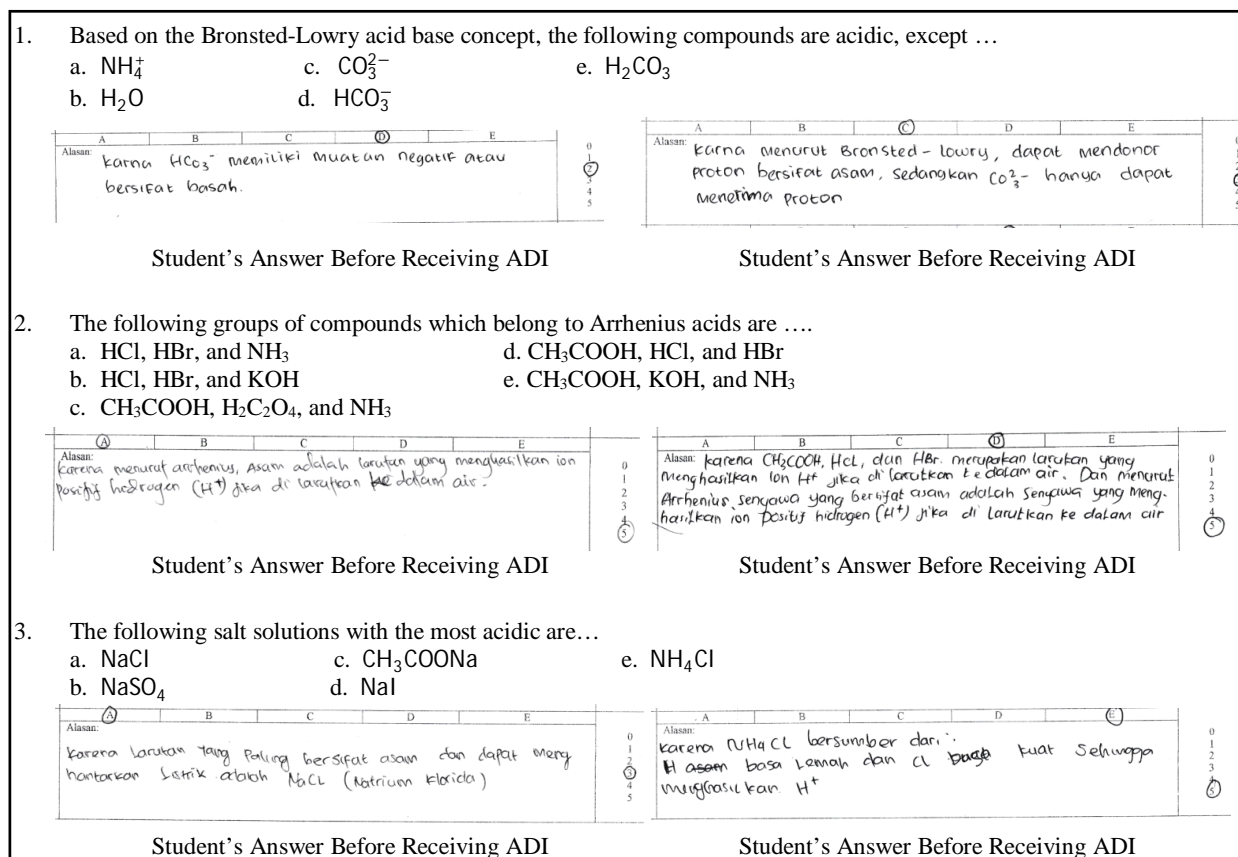 1. Based on the Bronsted-Lowry acid base concept, the following compounds are acidic, except …
a. NH₄⁺ c. CO₃²⁻ e. H₂CO₃
b. H₂O d. HCO₃⁻
A B C D E
Alasan: karna HCO₃⁻ memiliki muatan negatif atau
bersifat basah.
0
1
2
3
4
5
A B C D E
Alasan: karna menurut Bronsted-lowry, dapat mendonor
proton bersifat asam, sedangkan CO₃²⁻ hanya dapat
menerima proton
0
Student's Answer Before Receiving ADI Student's Answer Before Receiving ADI
2. The following groups of compounds which belong to Arrhenius acids are ….
a. HCl, HBr, and NH₃ d. CH₃COOH, HCl, and HBr
b. HCl, HBr, and KOH e. CH₃COOH, KOH, and NH₃
c. CH₃COOH, H₂C₂O₄, and NH₃
A B C D E
Alasan:
karena menurut archenius, Asam adalah larutan yang menghasilkan ion
positif hidrogen (H⁺) jika di larutkan ke dalam air.
0
1
2
3
4
5
A B C D E
Alasan: karena CH₃COOH, HCL, dan HBr. merupakan larutan yang
menghasilkan ion H⁺ jika di larutkan ke dalam air. Dan menurut
Arrhenius, senyawa yang bersifat asam adalah senyawa yang meng-
hasilkan ion positif hidrogen (H⁺) jika di larutkan ke dalam air
0
1
2
3
4
5
Student's Answer Before Receiving ADI Student's Answer Before Receiving ADI
3. The following salt solutions with the most acidic are…
a. NaCl c. CH₃COONa e. NH₄Cl
b. NaSO₄ d. NaI
A B C D E
Alasan:
karena larutan yang paling bersifat asam dan dapat meng
hantarkan listrik adalah NaCL (Natrium klorida)
0
1
2
3
4
5
A B C D E
Alasan:
karena NH4CL bersumber dari :
basa lemah dan Cl kuat sehingga
menghasilkan H⁺
0
1
2
3
4
5
Student's Answer Before Receiving ADI Student's Answer Before Receiving ADI